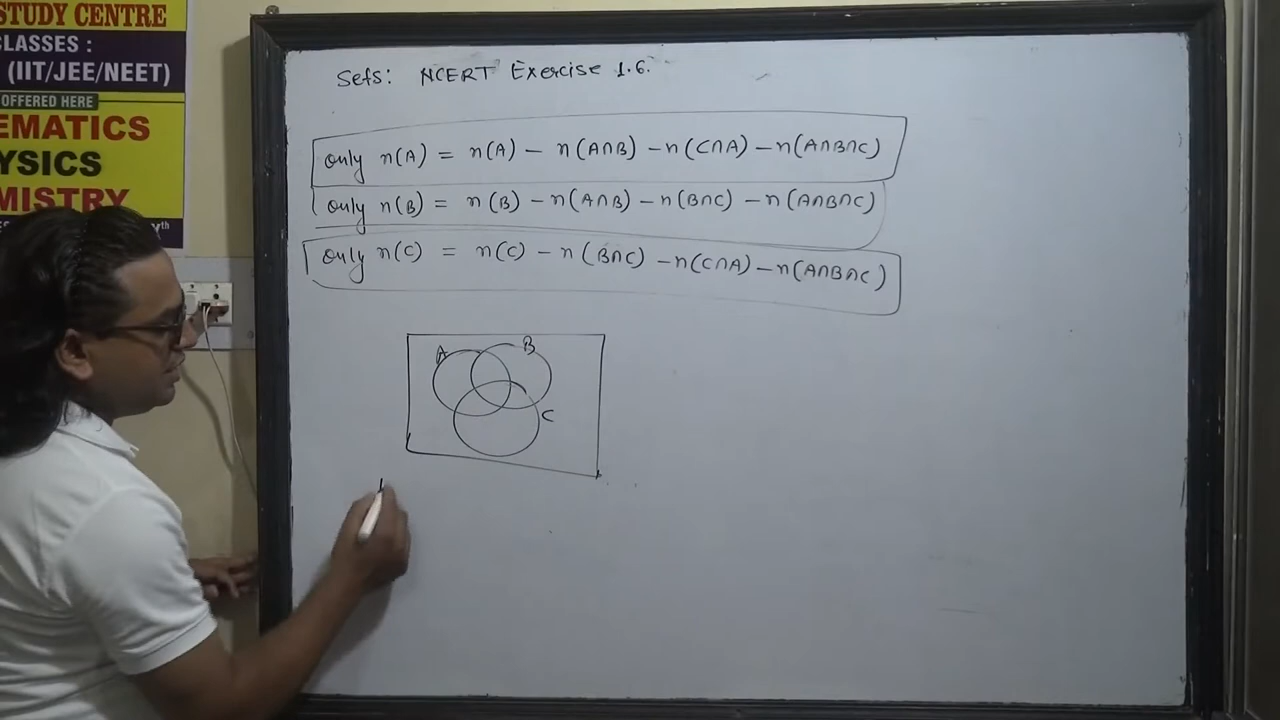 STUDY CENTRE
CLASSES :
(IIT/JEE/NEET)
OFFERED HERE
EMATICS
YSICS
MISTRY
Sets: NCERT Exercise 1.6.
only n(A) = n(A) - n(A∩B) - n(C∩A) - n(A∩B∩C)
only n(B) = n(B) - n(A∩B) - n(B∩C) - n(A∩B∩C)
only n(C) = n(C) - n(B∩C) - n(C∩A) - n(A∩B∩C)
A B
C